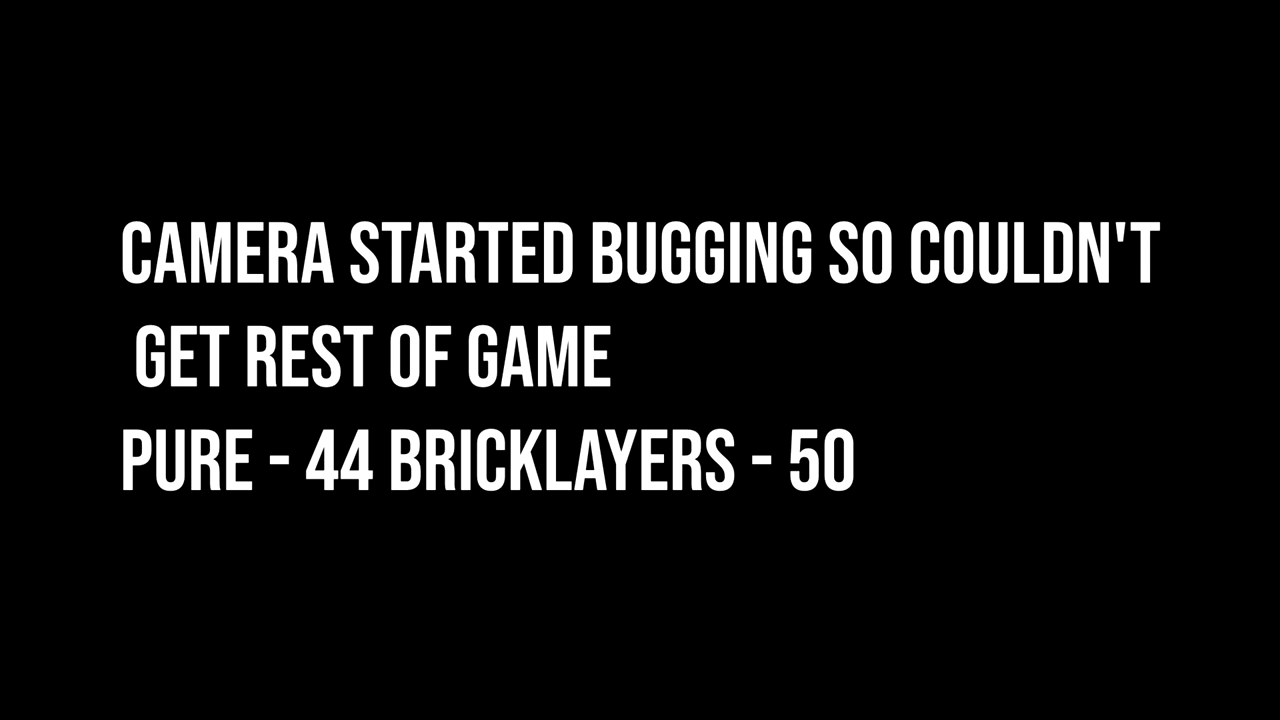 CAMERA STARTED BUGGING SO COULDN'T
GET REST OF GAME
PURE - 44 BRICKLAYERS - 50